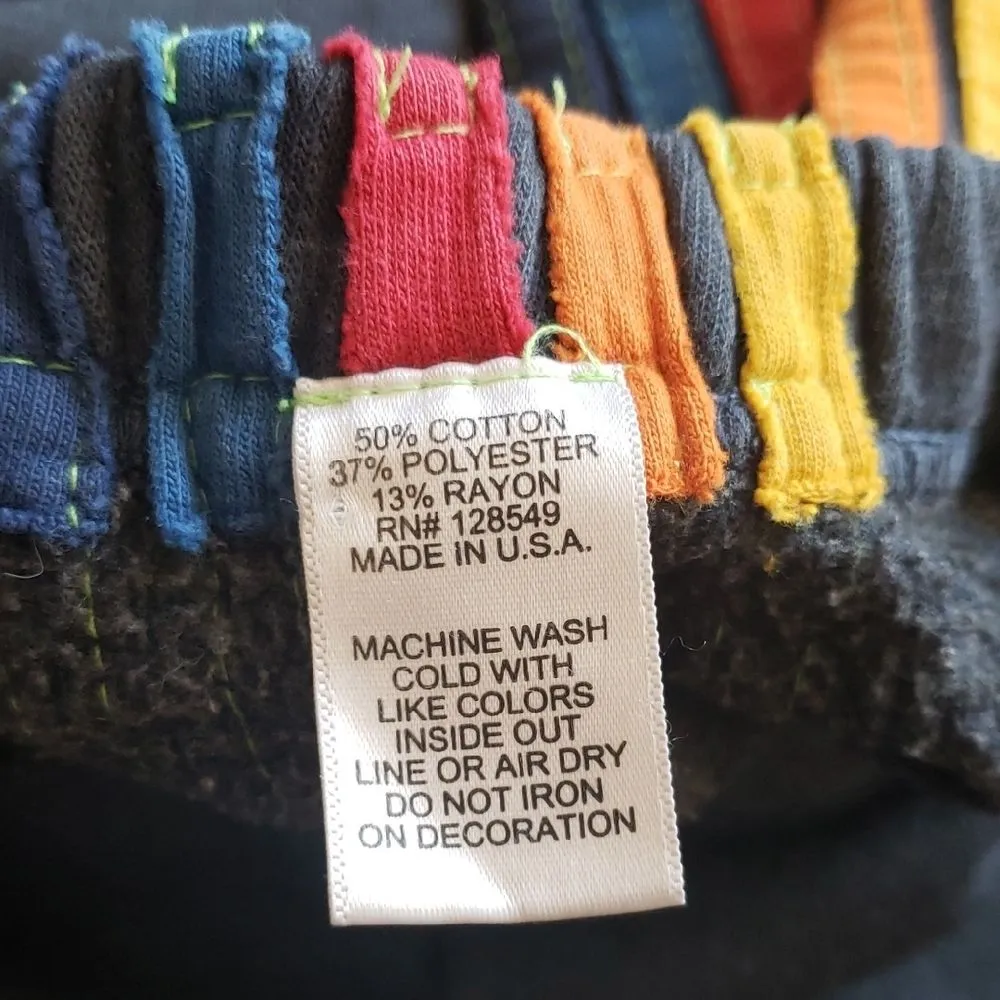 50% COTTON
37% POLYESTER
13% RAYON
RN# 128549
MADE IN U.S.A.
MACHINE WASH
COLD WITH
LIKE COLORS
INSIDE OUT
LINE OR AIR DRY
DO NOT IRON
ON DECORATION